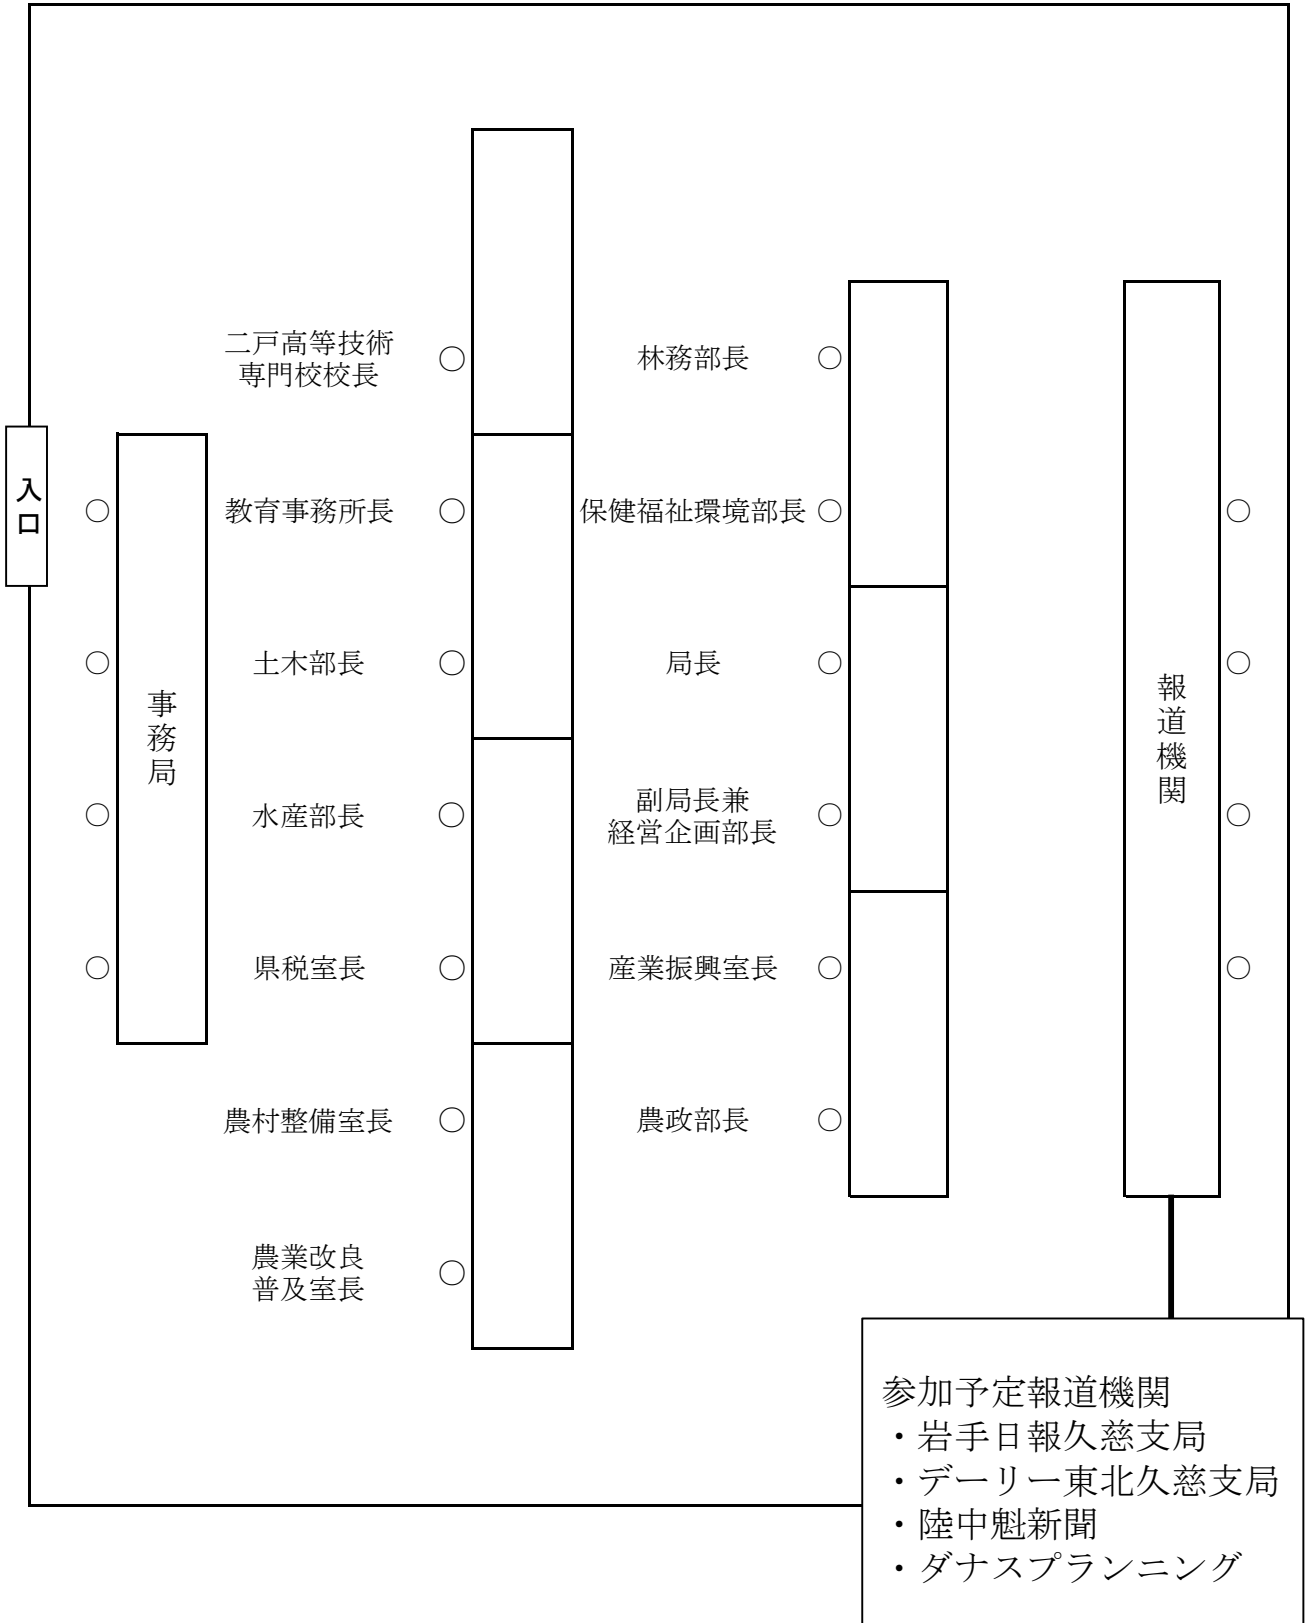 二戸高等技術
専門校校長
林務部長
入口
教育事務所長
保健福祉環境部長
土木部長
局長
事務局
報道機関
水産部長
副局長兼
経営企画部長
県税室長
産業振興室長
農村整備室長
農政部長
農業改良
普及室長
参加予定報道機関
・岩手日報久慈支局
・デーリー東北久慈支局
・陸中魁新聞
・ダナスプランニング